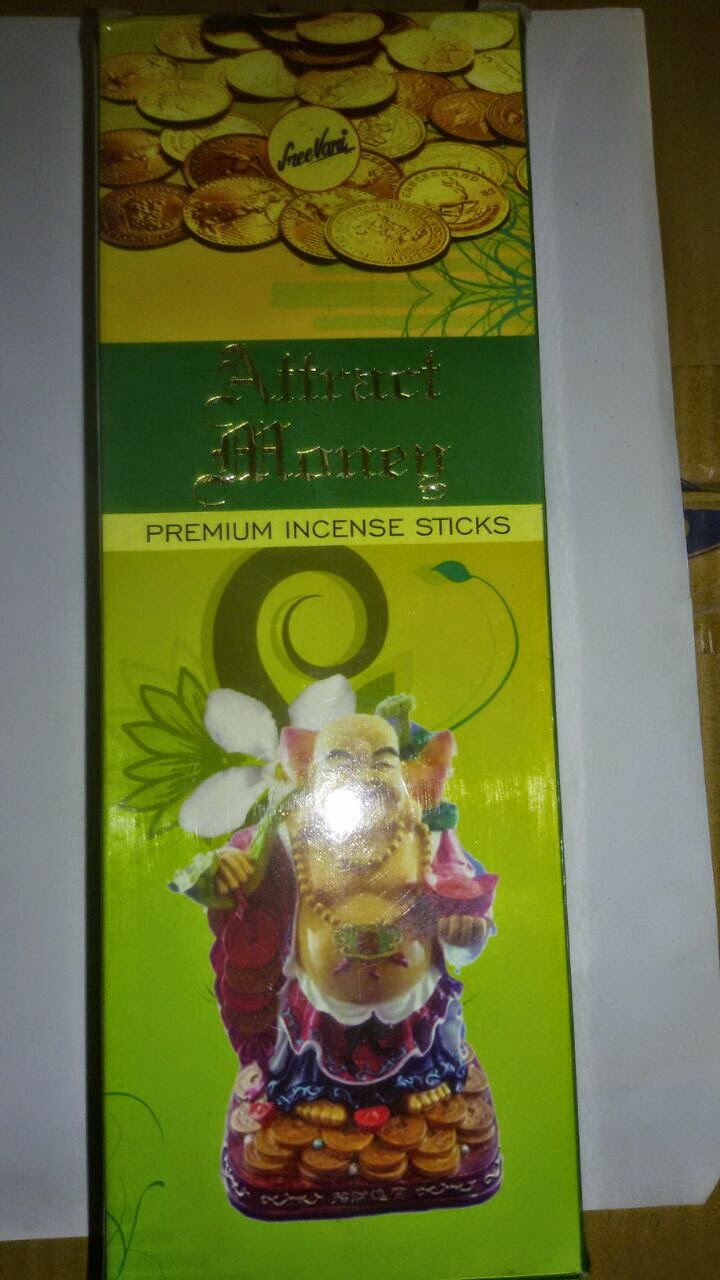 SreeVani
Attract
Money
PREMIUM INCENSE STICKS